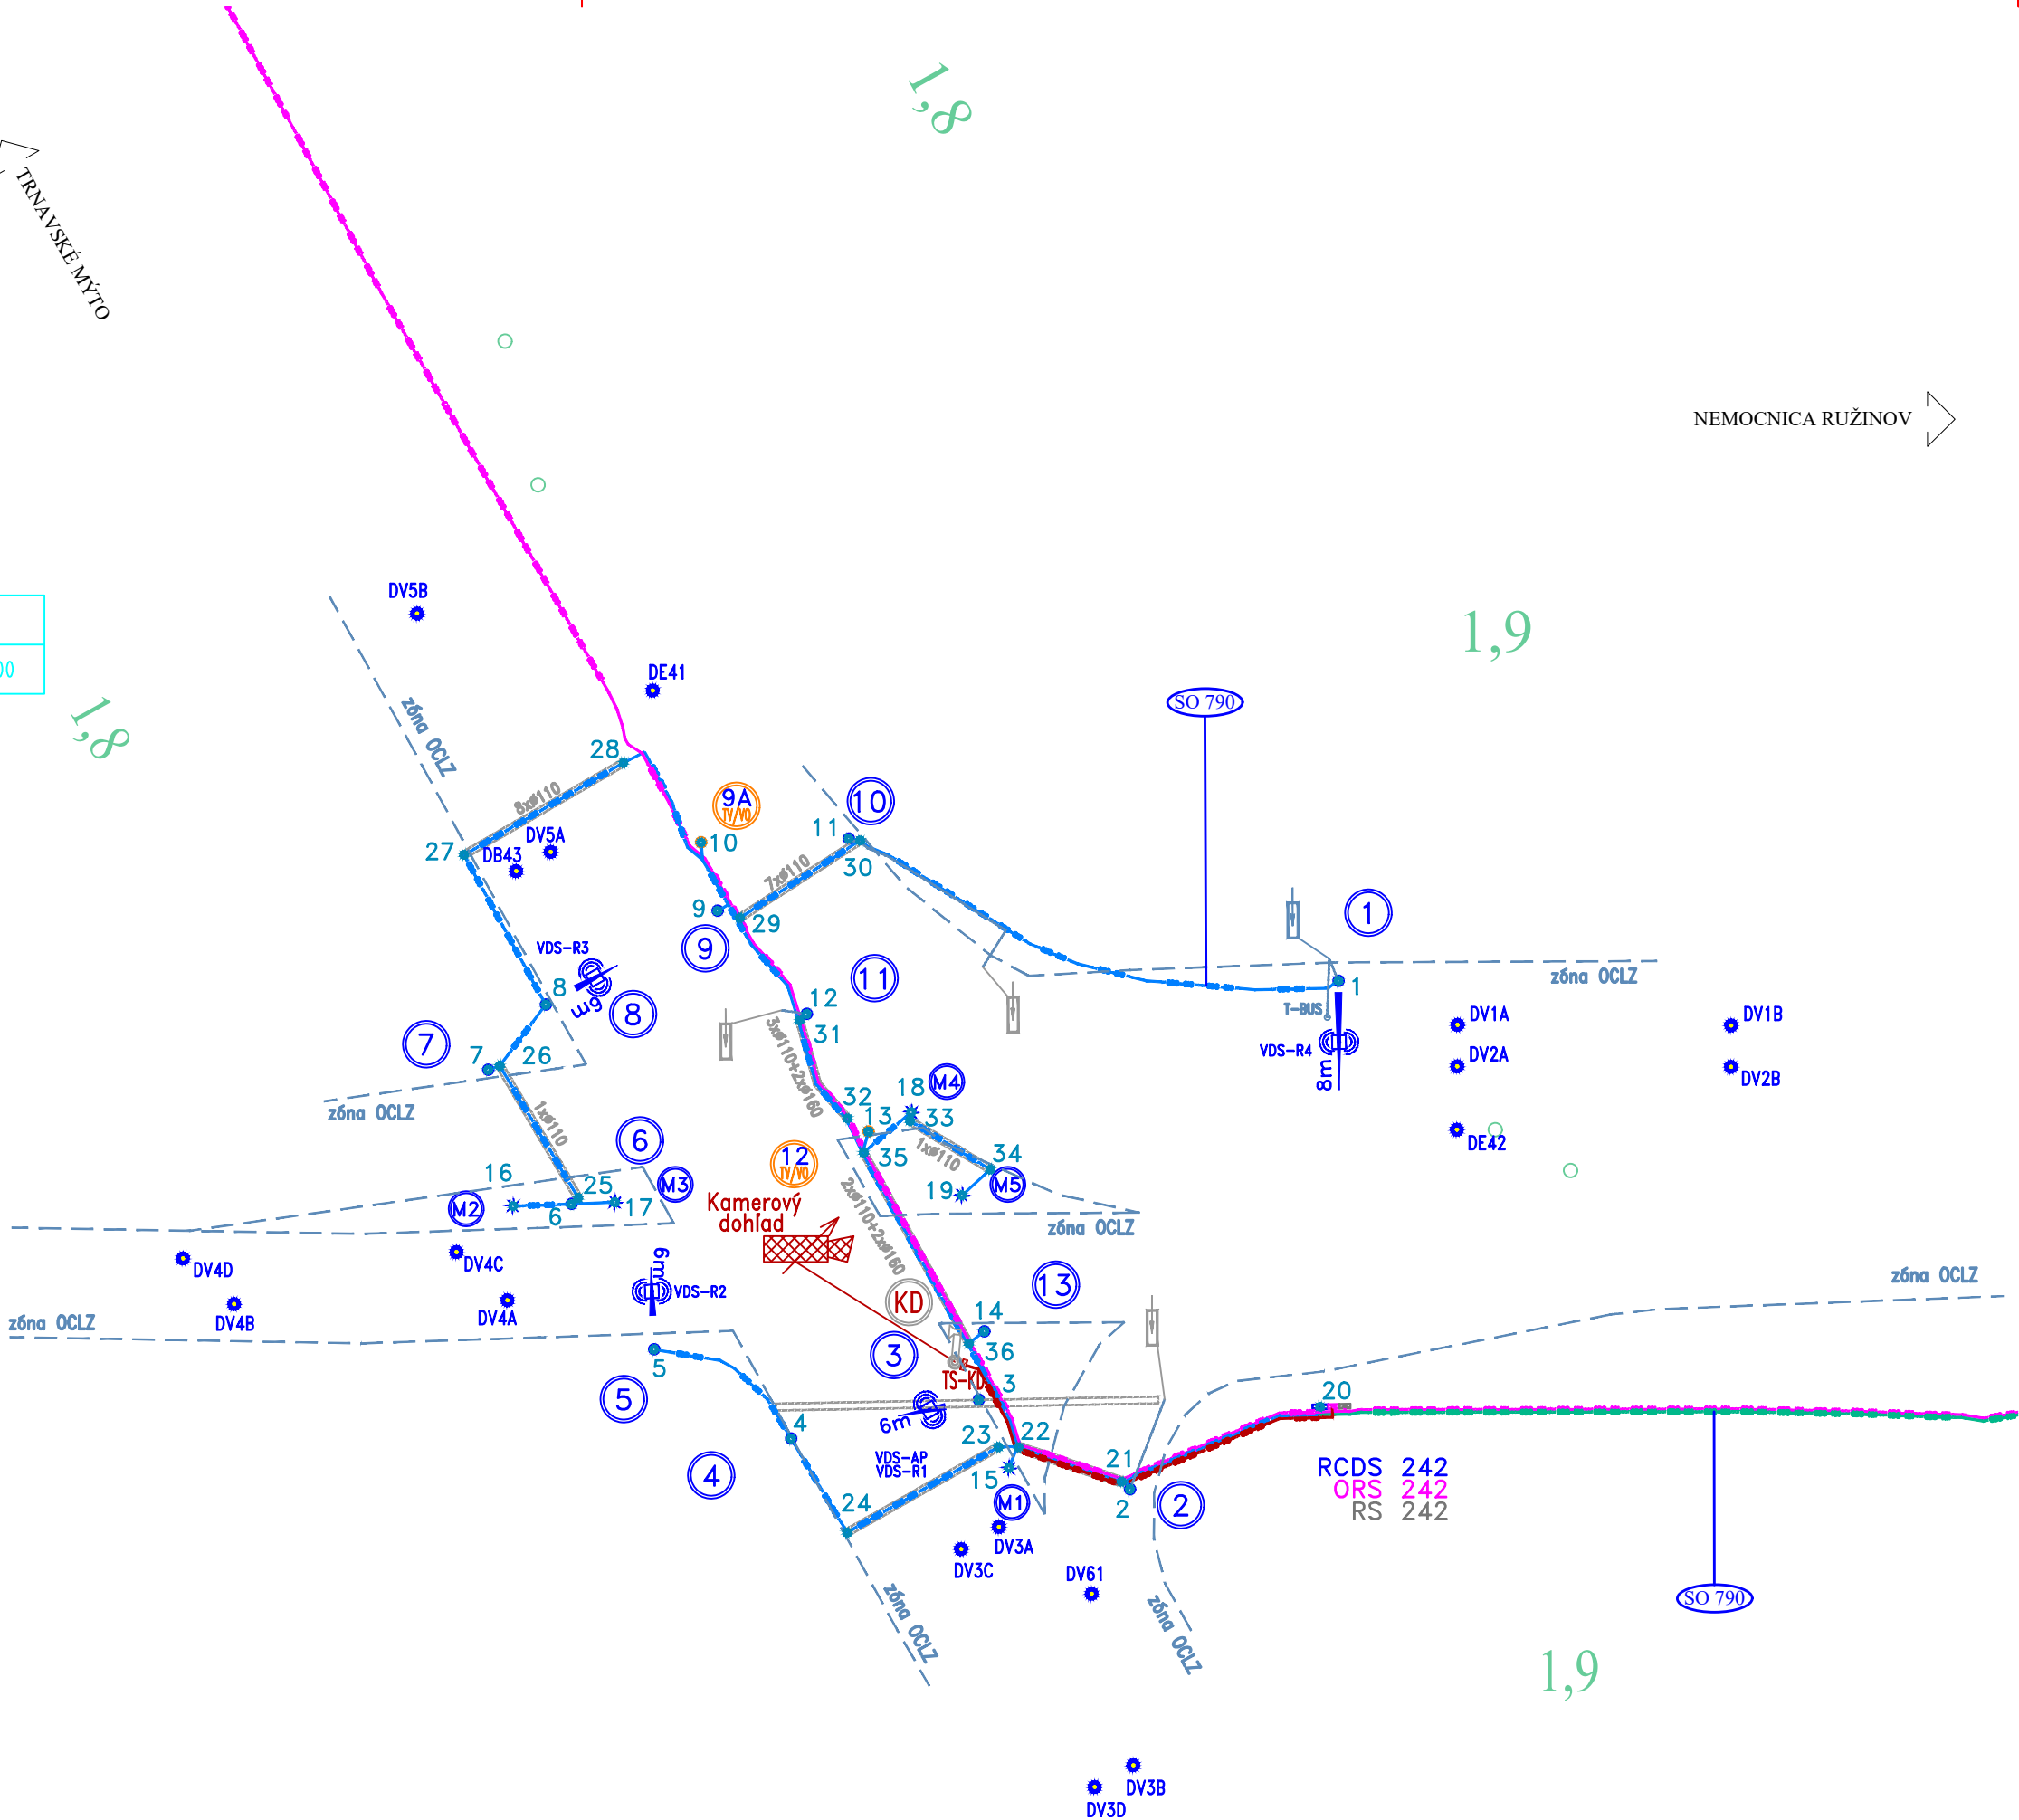 1,8
TRNAVSKÉ MÝTO
NEMOCNICA RUŽINOV
DV5B
1,9
DE41
00
1,8
zóna OCLZ
SO 790
28
8xø110
9A
TV/VO
10
27
DV5A
DB43
10
11
30
7xø110
9
29
1
VDS-R3
9
11
zóna OCLZ
8
6m
8
12
31
1
T-BUS
DV1A
DV1B
7
7
26
3xø110+2xø160
VDS-R4
8m
DV2A
DV2B
zóna OCLZ
1xø110
32
18
M4
13
33
DE42
6
12
TV/VO
35
1xø110
34
16
25
M3
M2
6
17
19
M5
Kamerový
dohľad
2xø110+2xø160
zóna OCLZ
DV4D
DV4C
6m
VDS-R2
13
zóna OCLZ
DV4B
DV4A
KD
14
zóna OCLZ
36
5
3
TS-KD
3
5
20
4
6m
23
22
VDS-AP
VDS-R1
15
21
RCDS 242
ORS 242
RS 242
4
24
M1
2
2
DV3A
DV3C
DV61
SO 790
zóna OCLZ
zóna OCLZ
1,9
DV3B
DV3D